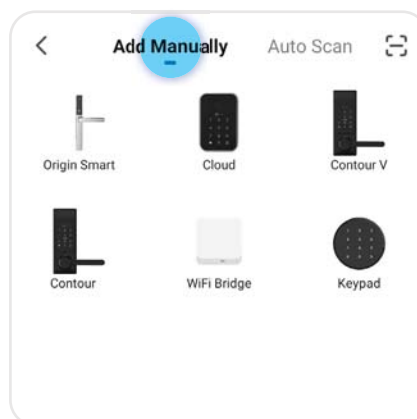 Add Manually Auto Scan
Origin Smart Cloud Contour V
Contour WiFi Bridge Keypad